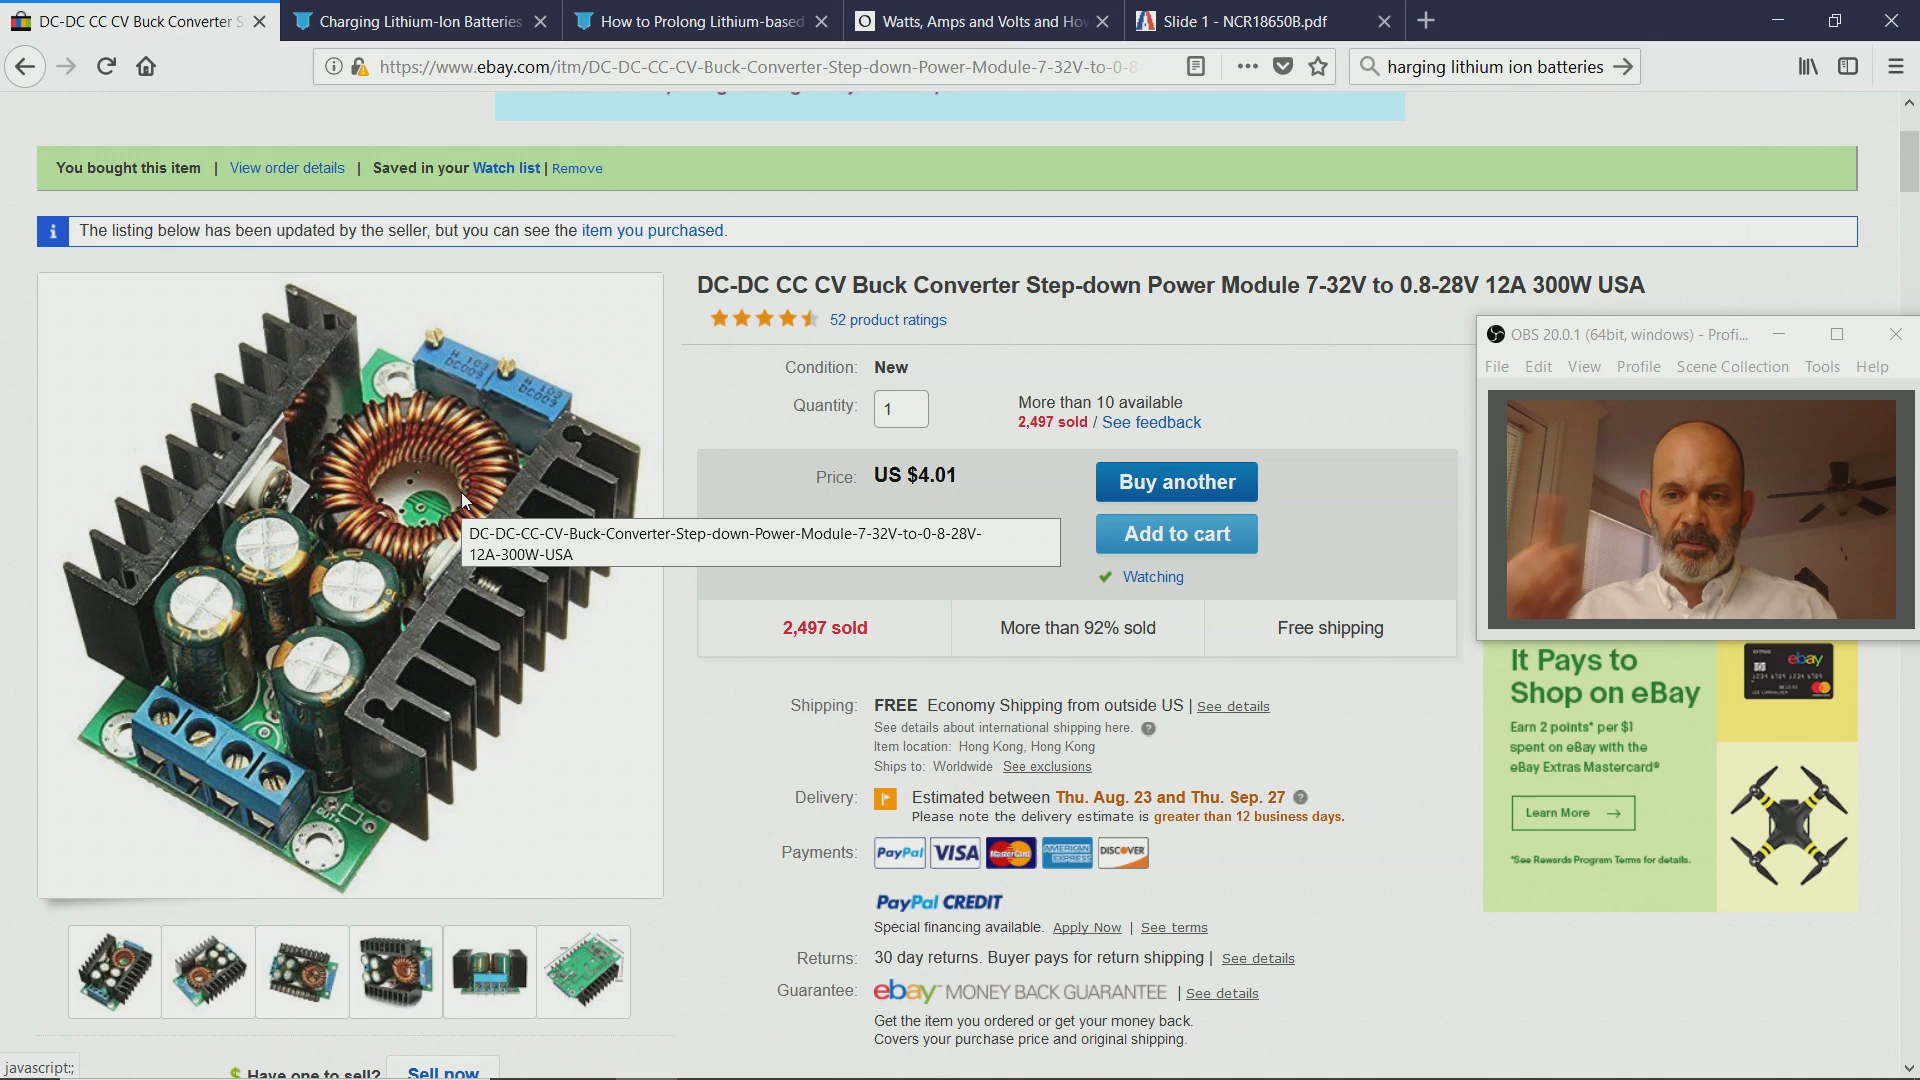 DC-DC CC CV Buck Converter S
Charging Lithium-Ion Batteries
How to Prolong Lithium-based
Watts, Amps and Volts and How
Slide 1 - NCR18650B.pdf
https://www.ebay.com/itm/DC-DC-CC-CV-Buck-Converter-Step-down-Power-Module-7-32V-to-0-8
harging lithium ion batteries
You bought this item | View order details | Saved in your Watch list | Remove
The listing below has been updated by the seller, but you can see the item you purchased.
DC-DC CC CV Buck Converter Step-down Power Module 7-32V to 0.8-28V 12A 300W USA
52 product ratings
Condition: New
Quantity: 1
More than 10 available
2,497 sold / See feedback
Price: US $4.01
Buy another
Add to cart
Watching
DC-DC-CC-CV-Buck-Converter-Step-down-Power-Module-7-32V-to-0-8-28V-
12A-300W-USA
2,497 sold
More than 92% sold
Free shipping
Shipping: FREE Economy Shipping from outside US | See details
See details about international shipping here.
Item location: Hong Kong, Hong Kong
Ships to: Worldwide See exclusions
Delivery: Estimated between Thu. Aug. 23 and Thu. Sep. 27
Please note the delivery estimate is greater than 12 business days.
Payments: PayPal VISA MasterCard AMERICAN EXPRESS DISCOVER
PayPal CREDIT
Special financing available. Apply Now | See terms
Returns: 30 day returns. Buyer pays for return shipping | See details
Guarantee: ebay MONEY BACK GUARANTEE | See details
Get the item you ordered or get your money back.
Covers your purchase price and original shipping.
OBS 20.0.1 (64bit, windows) - Profi...
File Edit View Profile Scene Collection Tools Help
It Pays to
Shop on eBay
Earn 2 points* per $1
spent on eBay with the
eBay Extras Mastercard®
Learn More
*See Rewards Program Terms for details.
ebay
W 103
OUT+
javascript:;
$ Have one to sell?
Sell now